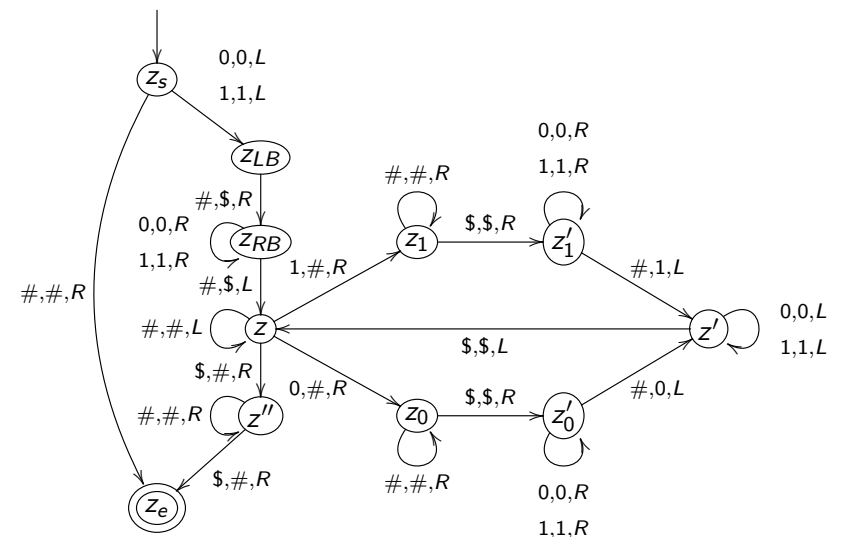 0,0,L
1,1,L
z_s
z_LB
0,0,R
1,1,R
#,#,R
#,$,R
0,0,R
1,1,R
z_RB
z_1
$,$,R
z'_1
#,$,L
1,#,R
#,1,L
#,#,R
#,#,L
z
z'
0,0,L
1,1,L
$,$,L
$,#,R
0,#,R
#,0,L
#,#,R
z''
z_0
$,$,R
z'_0
$,#,R
#,#,R
z_e
0,0,R
1,1,R